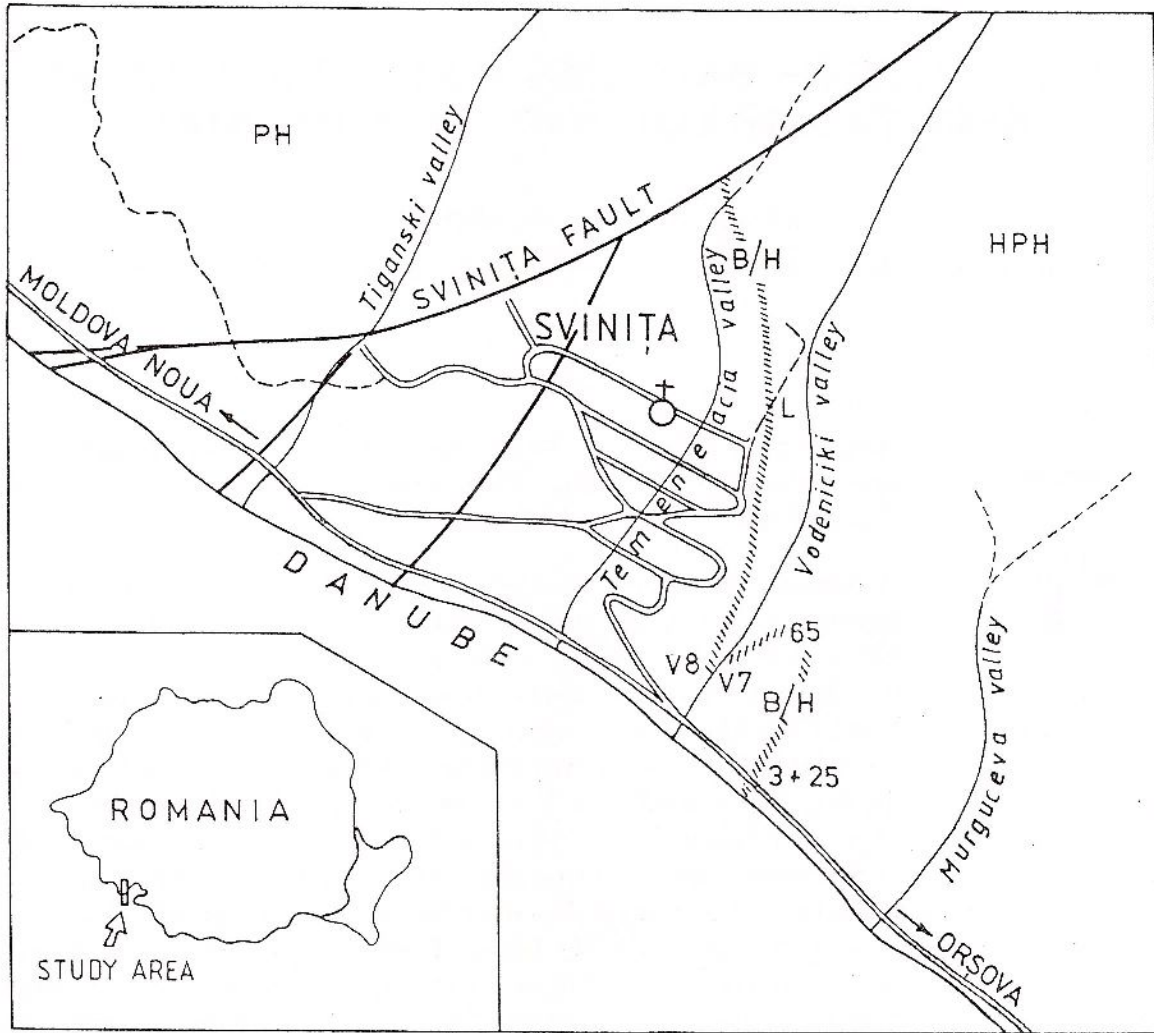 PH
Tiganski valley
SVINIȚA FAULT
HPH
B/H
MOLDOVA NOUA
SVINIȚA
Temeneacia valley
L
Vodeniciki valley
DANUBE
65
V8
V7
B/H
3+25
Murguceva valley
ORȘOVA
ROMANIA
STUDY AREA